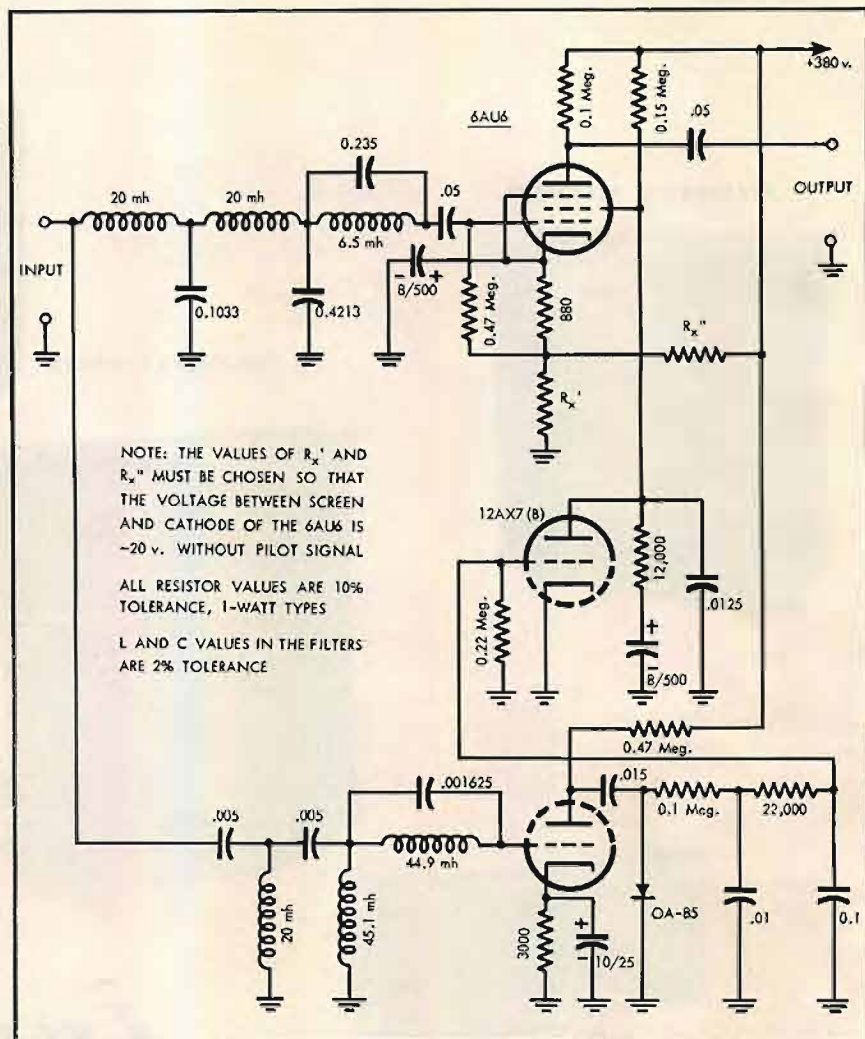 +380 v.
0.1 Meg.
0.15 Meg.
6AU6
.05
0.235
OUTPUT
20 mh
20 mh
.05
6.5 mh
INPUT
- 8/500 +
0.1033
0.4213
0.47 Meg.
880
Rx''
Rx'
NOTE: THE VALUES OF Rx' AND
Rx'' MUST BE CHOSEN SO THAT
THE VOLTAGE BETWEEN SCREEN
AND CATHODE OF THE 6AU6 IS
~20 v. WITHOUT PILOT SIGNAL
ALL RESISTOR VALUES ARE 10%
TOLERANCE, 1-WATT TYPES
L AND C VALUES IN THE FILTERS
ARE 2% TOLERANCE
12AX7 (B)
12,000
.0125
0.22 Meg.
+
- 8/500
0.47 Meg.
.015
.001625
0.1 Meg.
22,000
.005
.005
44.9 mh
20 mh
45.1 mh
OA-85
.01
0.1
3000
+
- 10/25